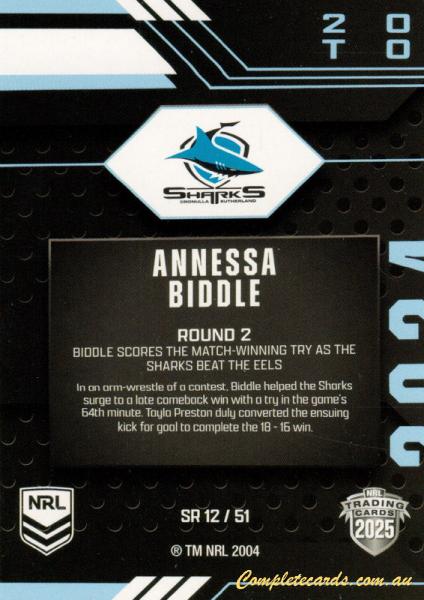 20
TO
2024
SHARKS
CRONULLA SUTHERLAND
ANNESSA
BIDDLE
ROUND 2
BIDDLE SCORES THE MATCH-WINNING TRY AS THE
SHARKS BEAT THE EELS
In an arm-wrestle of a contest, Biddle helped the Sharks
surge to a late comeback win with a try in the game's
64th minute. Tayla Preston duly converted the ensuing
kick for goal to complete the 18 - 16 win.
NRL
SR 12 / 51
NRL
TRADING
CARDS
2025
® TM NRL 2004
Completecards.com.au